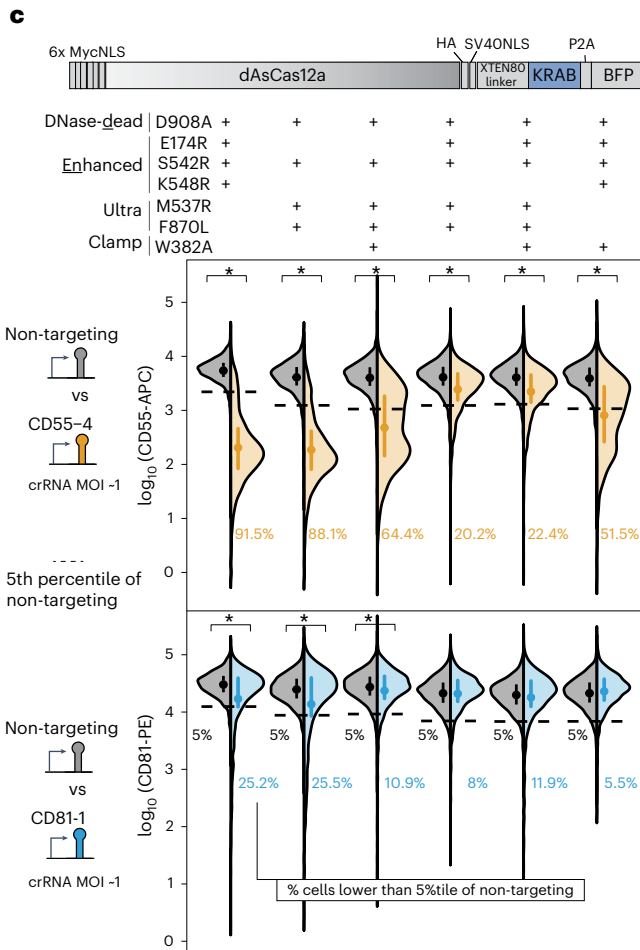 c
6x MycNLS
HA
SV40NLS
P2A
dAsCas12a
XTEN80
linker
KRAB
BFP
DNase-dead
D908A + + + + + +
E174R + + + +
Enhanced
S542R + + + + + +
K548R + +
Ultra
M537R + + + +
F870L + + + +
Clamp
W382A + + +
* * * * * *
Non-targeting
vs
CD55–4
crRNA MOI ~1
5th percentile of
non-targeting
log10 (CD55-APC)
5
4
3
2
1
0
91.5% 88.1% 64.4% 20.2% 22.4% 51.5%
* * *
Non-targeting
vs
CD81-1
crRNA MOI ~1
log10 (CD81-PE)
5
4
3
2
1
0
5% 5% 5% 5% 5% 5%
25.2% 25.5% 10.9% 8% 11.9% 5.5%
% cells lower than 5%tile of non-targeting